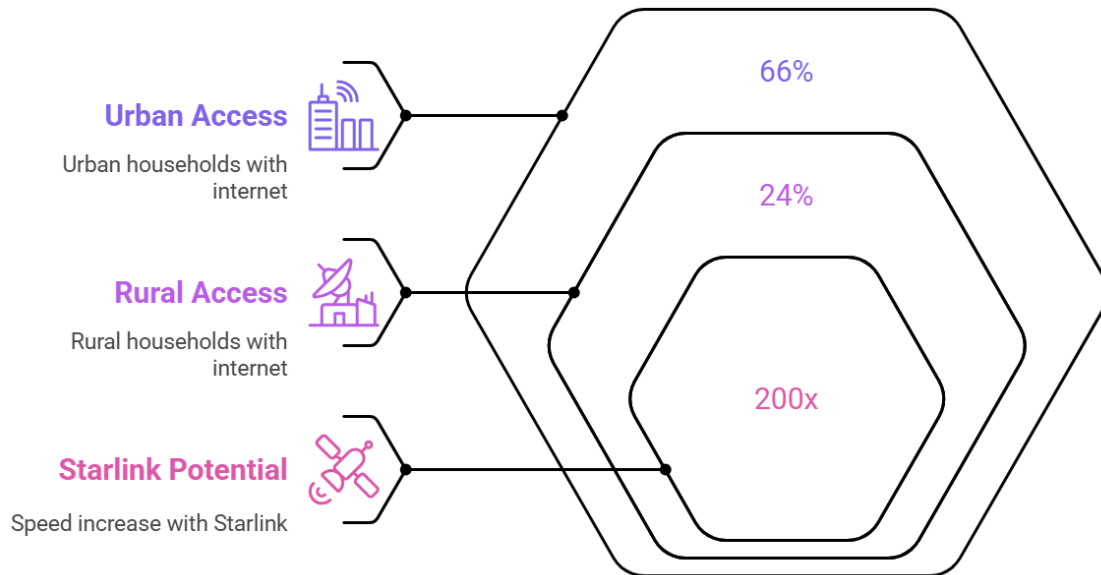 66%
Urban Access
Urban households with
internet
24%
Rural Access
Rural households with
internet
200x
Starlink Potential
Speed increase with Starlink